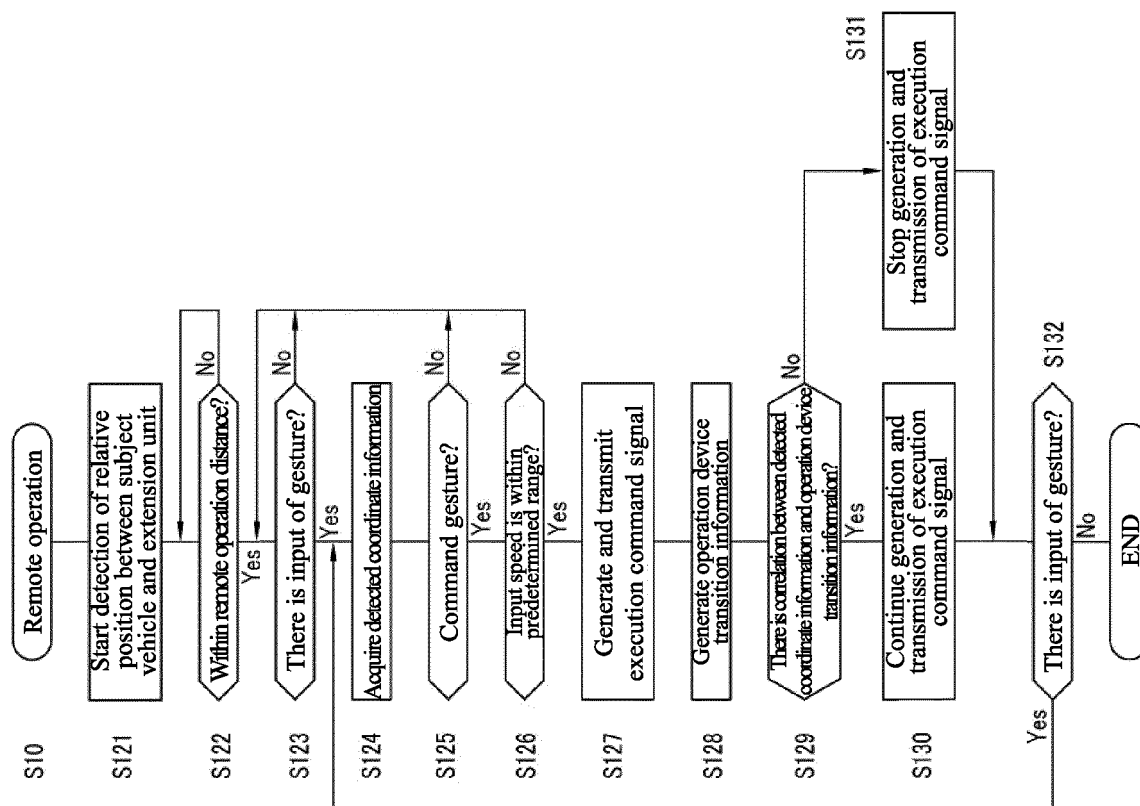 S10
Remote operation
S121
Start detection of relative
position between subject
vehicle and extension unit
S122
Within remote operation distance?
No
Yes
S123
There is input of gesture?
No
Yes
S124
Acquire detected coordinate information
S125
Command gesture?
No
Yes
S126
Input speed is within
predetermined range?
No
Yes
S127
Generate and transmit
execution command signal
S128
Generate operation device
transition information
S129
There is correlation between detected
coordinate information and operation device
transition information?
No
Yes
S130
Continue generation and
transmission of execution
command signal
S131
Stop generation and
transmission of execution
command signal
S132
There is input of gesture?
Yes
No
END